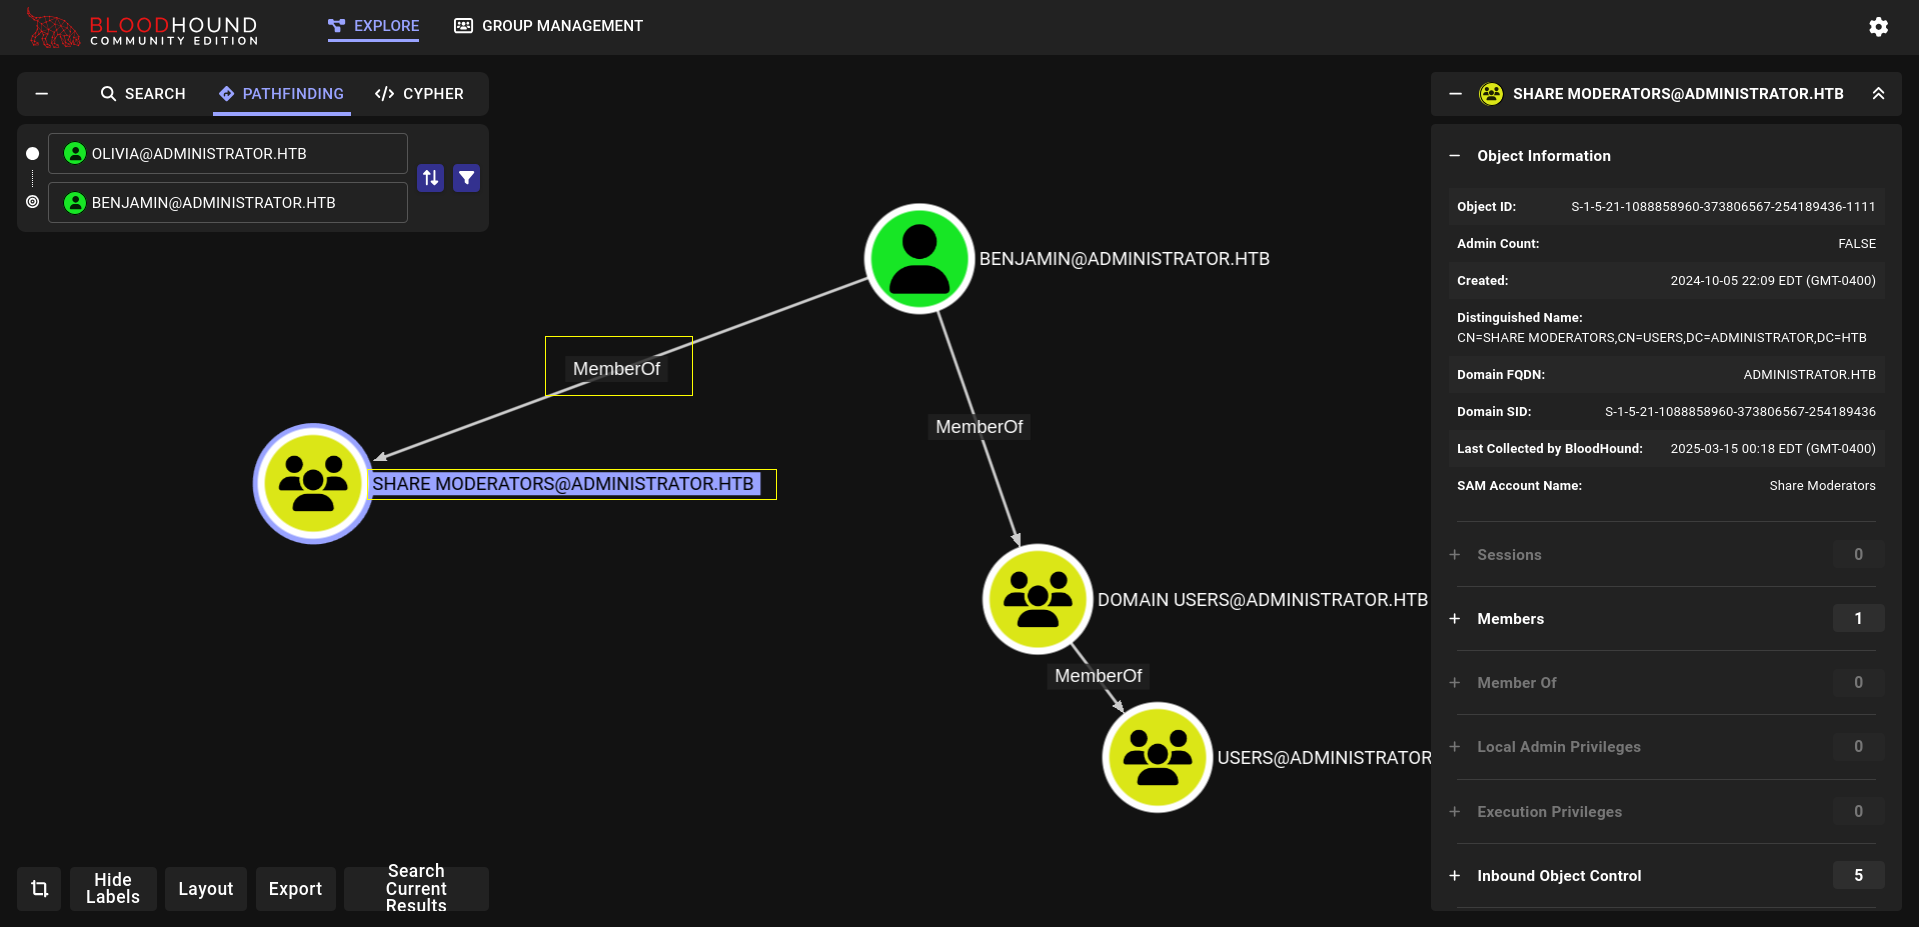 BLOODHOUND
COMMUNITY EDITION
EXPLORE
GROUP MANAGEMENT
SEARCH
PATHFINDING
CYPHER
OLIVIA@ADMINISTRATOR.HTB
BENJAMIN@ADMINISTRATOR.HTB
BENJAMIN@ADMINISTRATOR.HTB
MemberOf
MemberOf
SHARE MODERATORS@ADMINISTRATOR.HTB
DOMAIN USERS@ADMINISTRATOR.HTB
MemberOf
USERS@ADMINISTRATOR
Hide
Labels
Layout
Export
Search
Current
Results
SHARE MODERATORS@ADMINISTRATOR.HTB
Object Information
Object ID: S-1-5-21-1088858960-373806567-254189436-1111
Admin Count: FALSE
Created: 2024-10-05 22:09 EDT (GMT-0400)
Distinguished Name:
CN=SHARE MODERATORS,CN=USERS,DC=ADMINISTRATOR,DC=HTB
Domain FQDN: ADMINISTRATOR.HTB
Domain SID: S-1-5-21-1088858960-373806567-254189436
Last Collected by BloodHound: 2025-03-15 00:18 EDT (GMT-0400)
SAM Account Name: Share Moderators
Sessions 0
Members 1
Member Of 0
Local Admin Privileges 0
Execution Privileges 0
Inbound Object Control 5